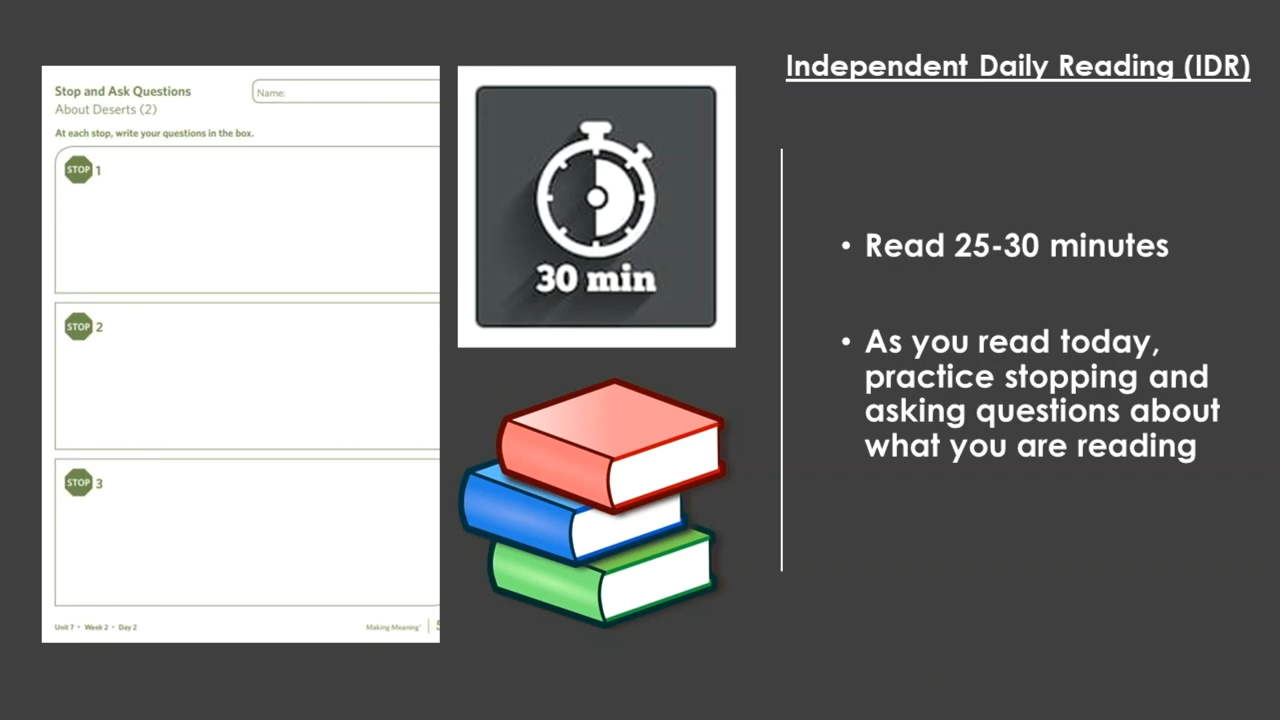 Independent Daily Reading (IDR)
Stop and Ask Questions
Name:
About Deserts (2)
At each stop, write your questions in the box.
STOP 1
STOP 2
STOP 3
Unit 7 • Week 2 • Day 2
Making Meaning®
30 min
• Read 25-30 minutes
• As you read today,
practice stopping and
asking questions about
what you are reading